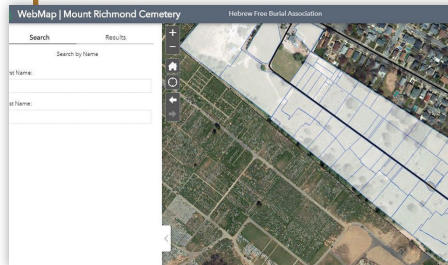 WebMap | Mount Richmond Cemetery
Hebrew Free Burial Association
Search
Results
Search by Name
st Name:
st Name: